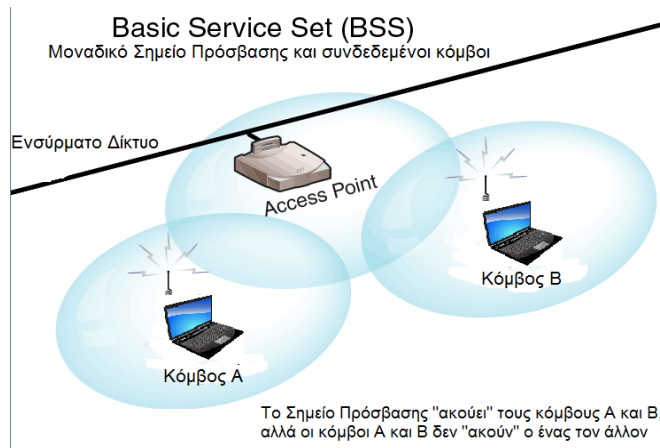 Basic Service Set (BSS)
Μοναδικό Σημείο Πρόσβασης και συνδεδεμένοι κόμβοι
Ενσύρματο Δίκτυο
Access Point
Κόμβος Β
Κόμβος Α
Το Σημείο Πρόσβασης "ακούει" τους κόμβους Α και Β,
αλλά οι κόμβοι Α και Β δεν "ακούν" ο ένας τον άλλον